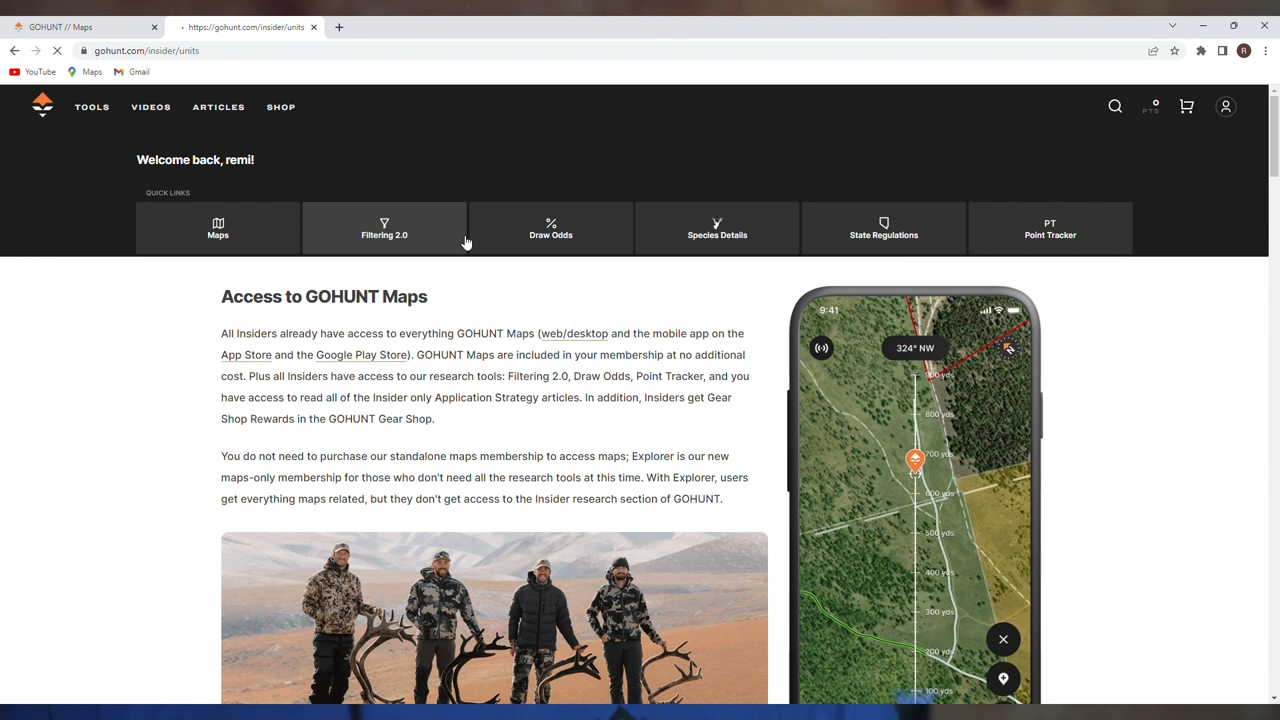 GOHUNT // Maps
https://gohunt.com/insider/units
gohunt.com/insider/units
R
YouTube
Maps
Gmail
TOOLS
VIDEOS
ARTICLES
SHOP
0
PTS
Welcome back, remi!
QUICK LINKS
Maps
Filtering 2.0
Draw Odds
Species Details
State Regulations
PT
Point Tracker
Access to GOHUNT Maps
All Insiders already have access to everything GOHUNT Maps (web/desktop and the mobile app on the
App Store and the Google Play Store). GOHUNT Maps are included in your membership at no additional
cost. Plus all Insiders have access to our research tools: Filtering 2.0, Draw Odds, Point Tracker, and you
have access to read all of the Insider only Application Strategy articles. In addition, Insiders get Gear
Shop Rewards in the GOHUNT Gear Shop.
You do not need to purchase our standalone maps membership to access maps; Explorer is our new
maps-only membership for those who don't need all the research tools at this time. With Explorer, users
get everything maps related, but they don't get access to the Insider research section of GOHUNT.
9:41
324° NW
900 yds
800 yds
700 yds
600 yds
500 yds
400 yds
300 yds
200 yds
100 yds